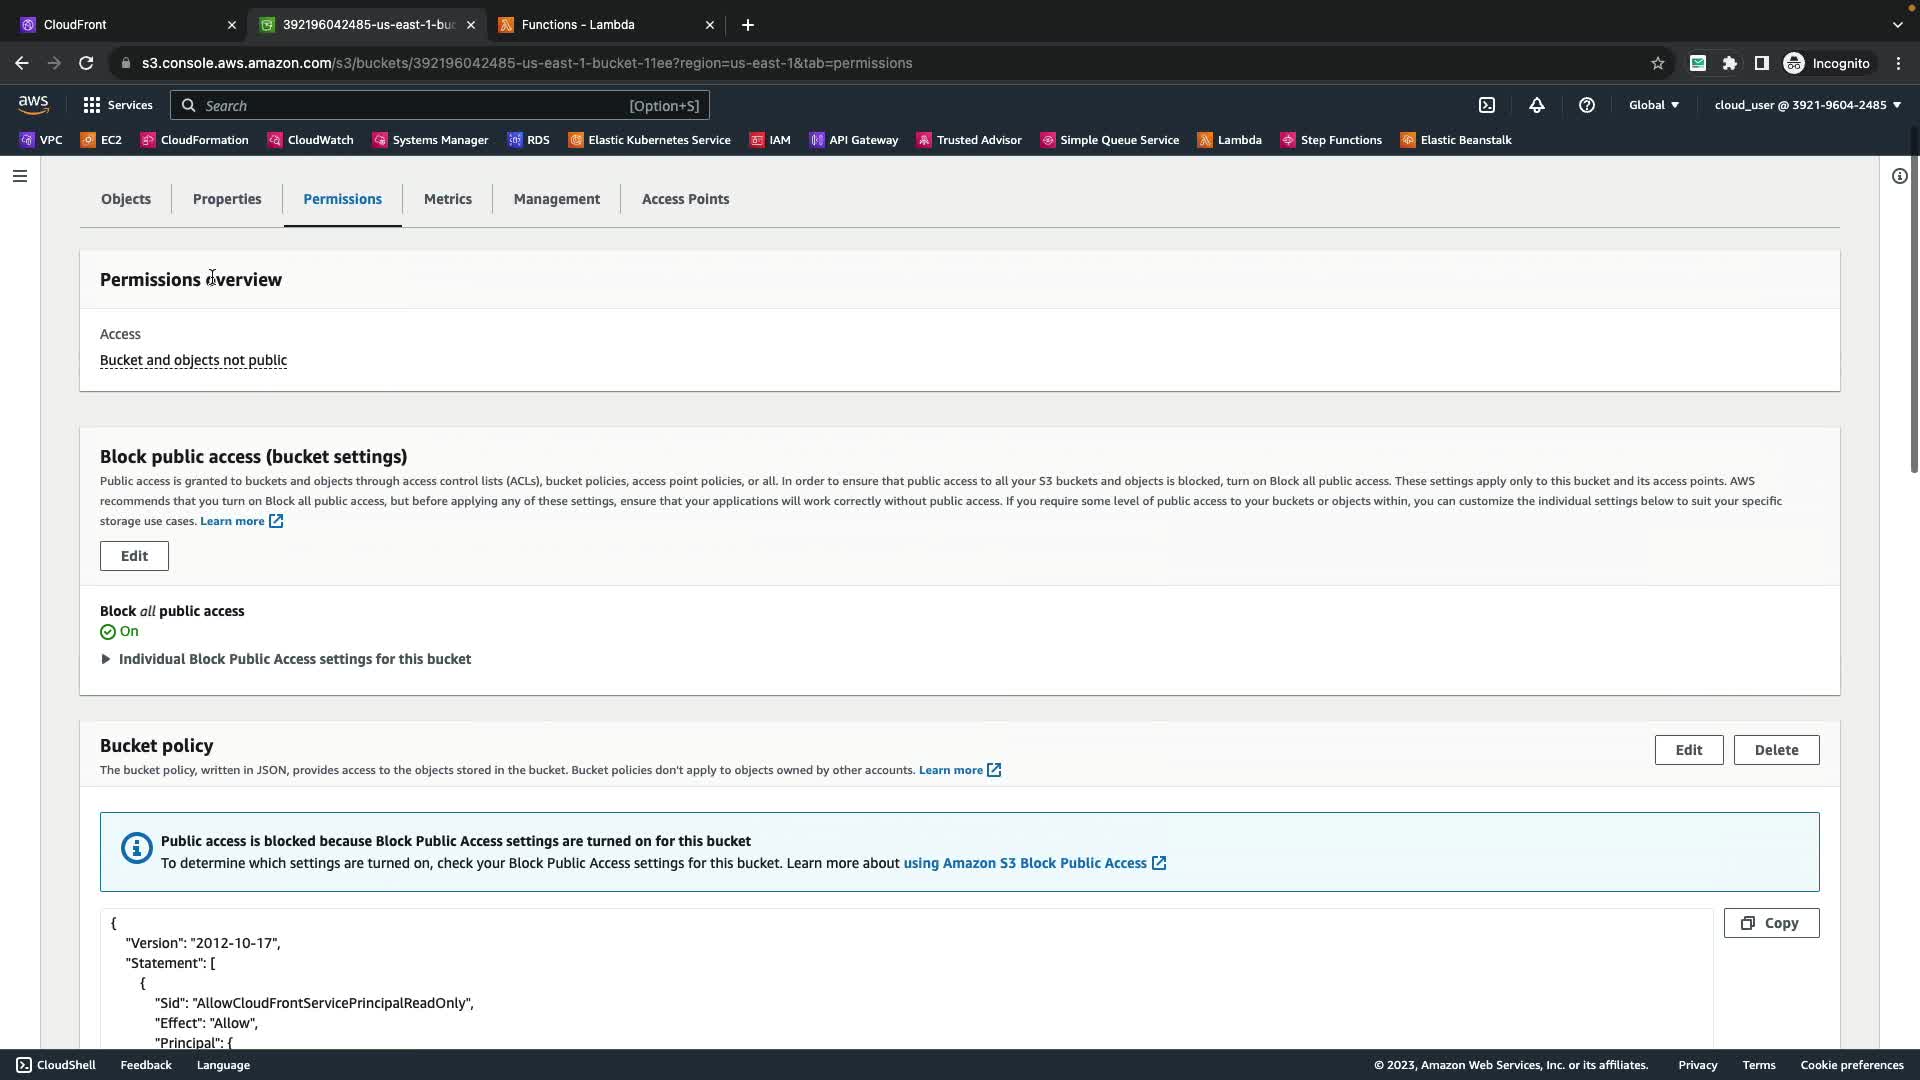 CloudFront
392196042485-us-east-1-buc
Functions - Lambda
s3.console.aws.amazon.com/s3/buckets/392196042485-us-east-1-bucket-11ee?region=us-east-1&tab=permissions
Incognito
aws
Services
Search
[Option+S]
Global
cloud_user @ 3921-9604-2485
VPC
EC2
CloudFormation
CloudWatch
Systems Manager
RDS
Elastic Kubernetes Service
IAM
API Gateway
Trusted Advisor
Simple Queue Service
Lambda
Step Functions
Elastic Beanstalk
Objects
Properties
Permissions
Metrics
Management
Access Points
Permissions overview
Access
Bucket and objects not public
Block public access (bucket settings)
Public access is granted to buckets and objects through access control lists (ACLs), bucket policies, access point policies, or all. In order to ensure that public access to all your S3 buckets and objects is blocked, turn on Block all public access. These settings apply only to this bucket and its access points. AWS
recommends that you turn on Block all public access, but before applying any of these settings, ensure that your applications will work correctly without public access. If you require some level of public access to your buckets or objects within, you can customize the individual settings below to suit your specific
storage use cases. Learn more
Edit
Block all public access
On
Individual Block Public Access settings for this bucket
Bucket policy
Edit
Delete
The bucket policy, written in JSON, provides access to the objects stored in the bucket. Bucket policies don't apply to objects owned by other accounts. Learn more
Public access is blocked because Block Public Access settings are turned on for this bucket
To determine which settings are turned on, check your Block Public Access settings for this bucket. Learn more about using Amazon S3 Block Public Access
Copy
{
"Version": "2012-10-17",
"Statement": [
{
"Sid": "AllowCloudFrontServicePrincipalReadOnly",
"Effect": "Allow",
"Principal": {
CloudShell
Feedback
Language
© 2023, Amazon Web Services, Inc. or its affiliates.
Privacy
Terms
Cookie preferences